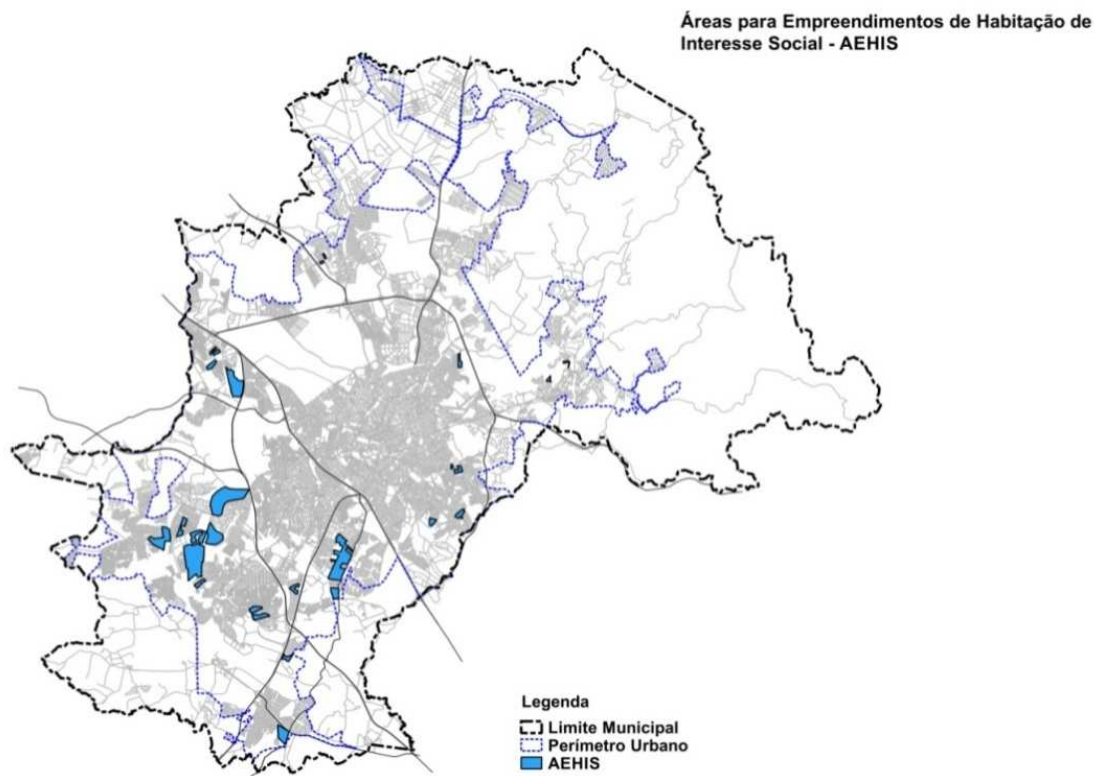 Áreas para Empreendimentos de Habitação de
Interesse Social - AEHIS
Legenda
Limite Municipal
Perímetro Urbano
AEHIS